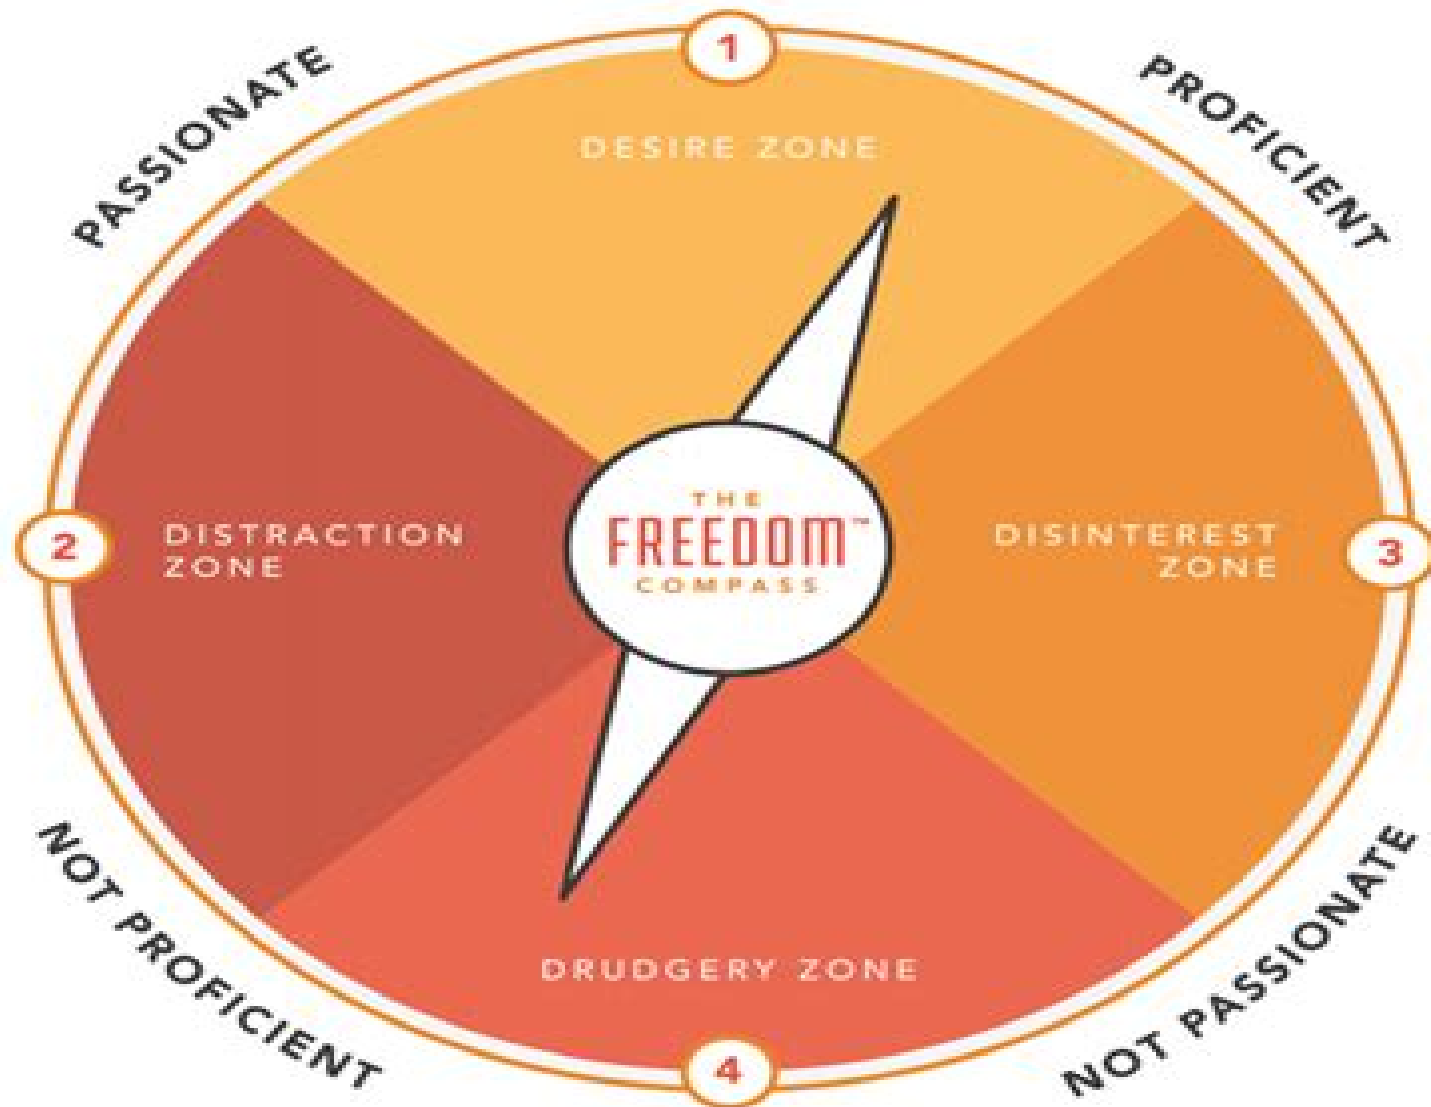 1
PASSIONATE
PROFICIENT
DESIRE ZONE
THE
FREEDOM™
COMPASS
2
DISTRACTION
ZONE
DISINTEREST
ZONE
3
NOT PROFICIENT
NOT PASSIONATE
DRUDGERY ZONE
4